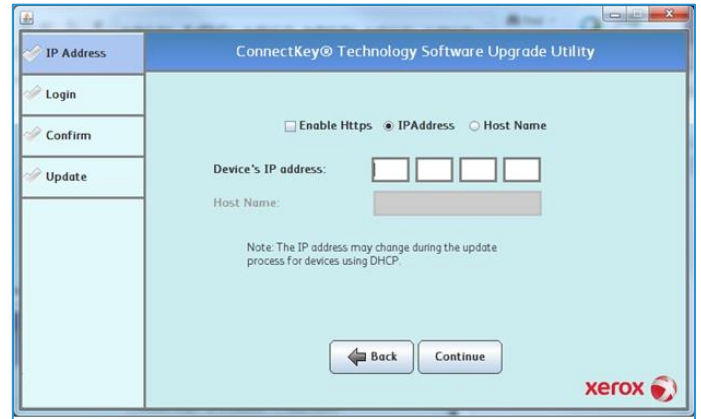 ConnectKey® Technology Software Upgrade Utility
IP Address
Login
Confirm
Update
Enable Https IPAddress Host Name
Device's IP address:
Host Name:
Note: The IP address may change during the update
process for devices using DHCP.
Back Continue
xerox